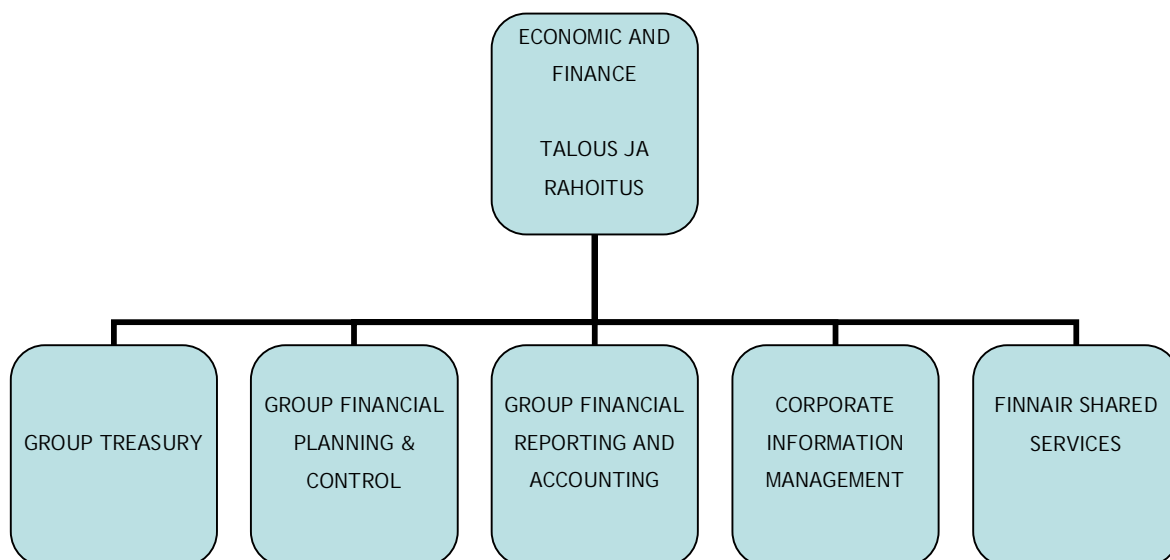 ECONOMIC AND
FINANCE
TALOUS JA
RAHOITUS
GROUP TREASURY
GROUP FINANCIAL
PLANNING &
CONTROL
GROUP FINANCIAL
REPORTING AND
ACCOUNTING
CORPORATE
INFORMATION
MANAGEMENT
FINNAIR SHARED
SERVICES